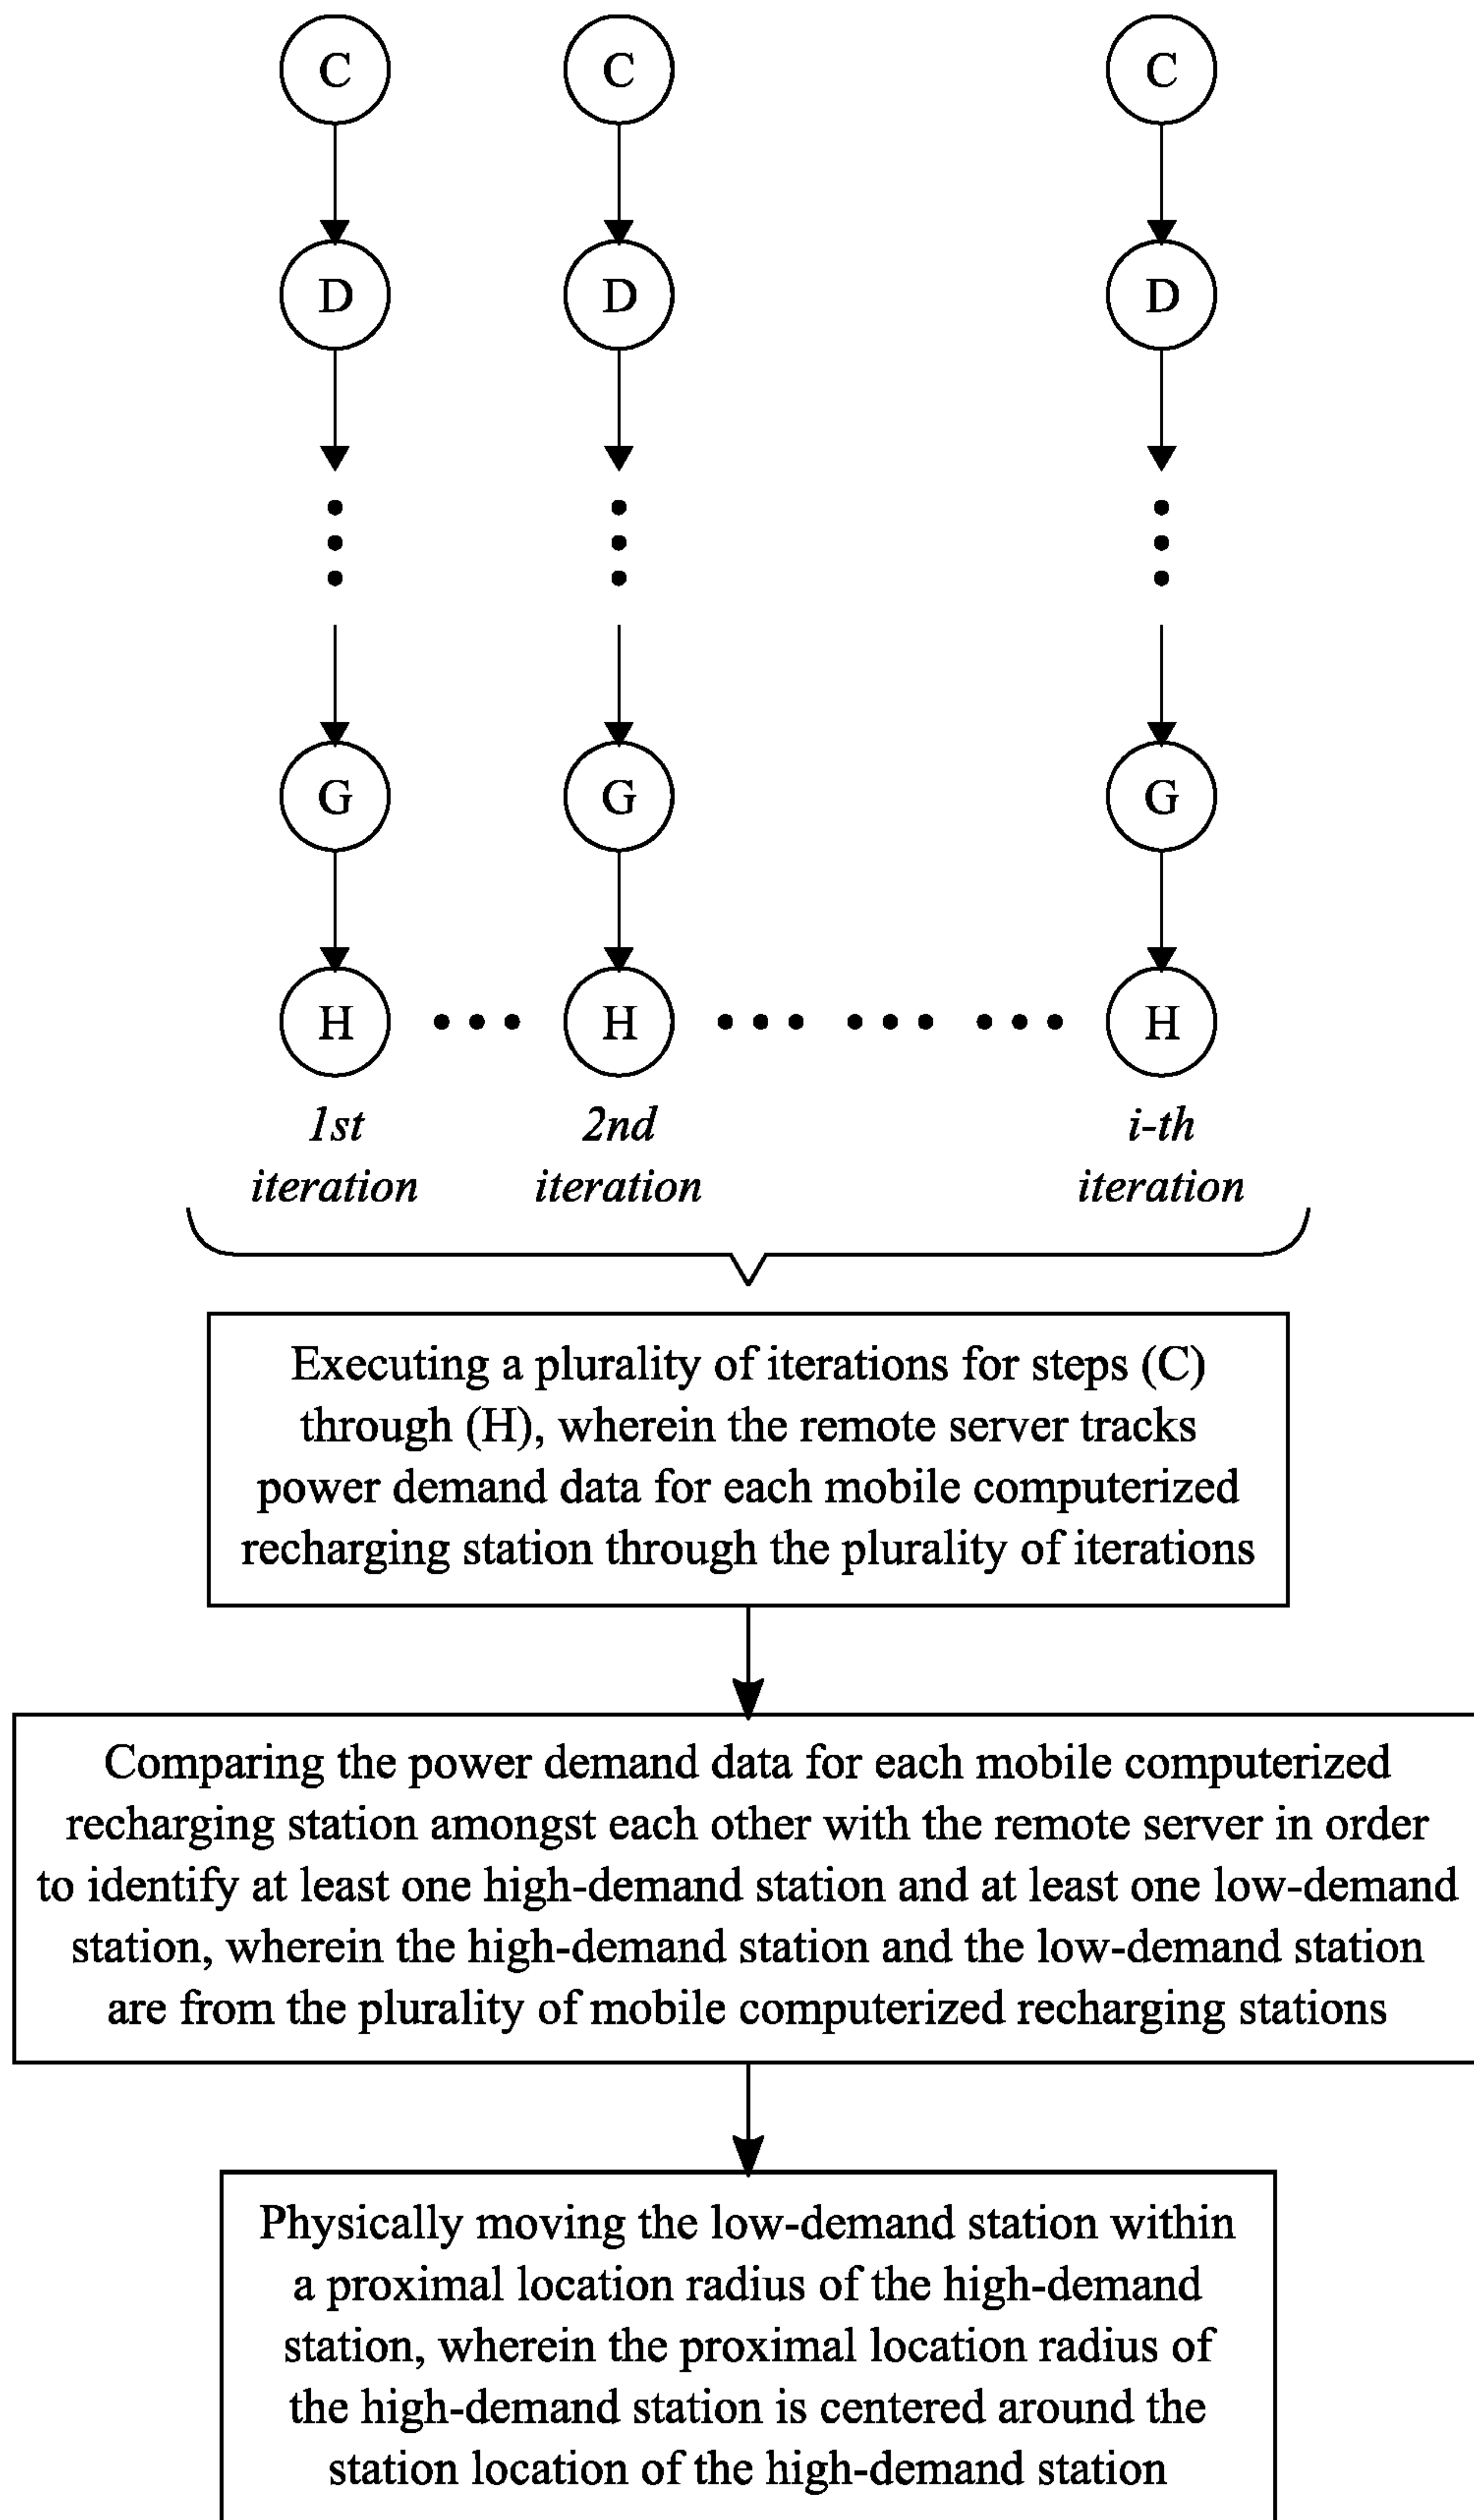 C C C
D D D
G G G
H H H
1st 2nd i-th
iteration iteration iteration
Executing a plurality of iterations for steps (C)
through (H), wherein the remote server tracks
power demand data for each mobile computerized
recharging station through the plurality of iterations
Comparing the power demand data for each mobile computerized
recharging station amongst each other with the remote server in order
to identify at least one high-demand station and at least one low-demand
station, wherein the high-demand station and the low-demand station
are from the plurality of mobile computerized recharging stations
Physically moving the low-demand station within
a proximal location radius of the high-demand
station, wherein the proximal location radius of
the high-demand station is centered around the
station location of the high-demand station